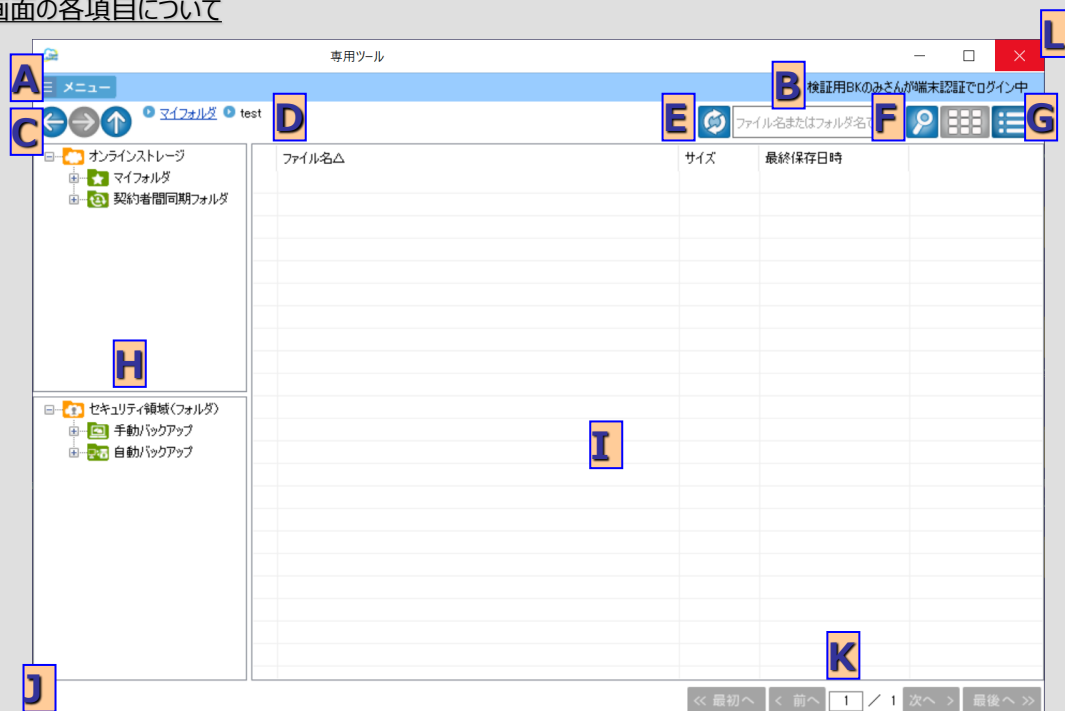 画面の各項目について
L
専用ツール
A
三 メニュー
B
検証用BKのみさんが端末認証でログイン中
C
マイフォルダ
test
D
E
ファイル名またはフォルダ名で
F
G
オンラインストレージ
マイフォルダ
契約者間同期フォルダ
ファイル名△
サイズ
最終保存日時
H
セキュリティ領域(フォルダ)
手動バックアップ
自動バックアップ
I
J
K
<< 最初へ
< 前へ
1
/ 1
次へ >
最後へ >>